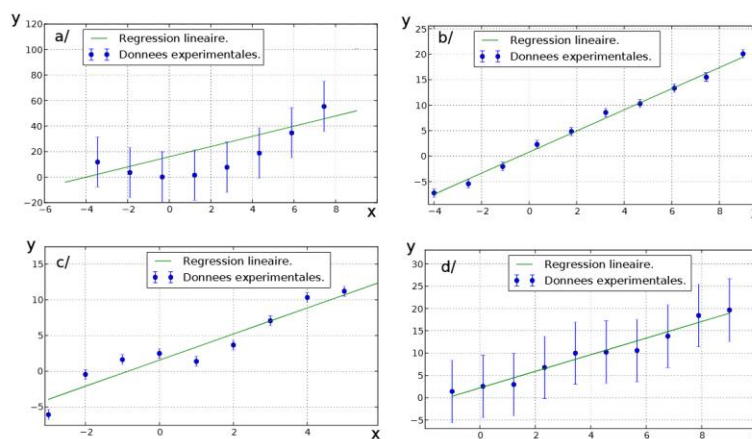 y
a/
Regression lineaire.
Donnees experimentales.
120
100
80
60
40
20
0
−20
−6 −4 −2 0 2 4 6 8 10
x
y
b/
Regression lineaire.
Donnees experimentales.
25
20
15
10
5
0
−5
−4 −2 0 2 4 6 8
y
c/
Regression lineaire.
Donnees experimentales.
15
10
5
0
−5
−2 0 2 4
x
y
d/
Regression lineaire.
Donnees experimentales.
30
25
20
15
10
5
0
−5
0 2 4 6 8